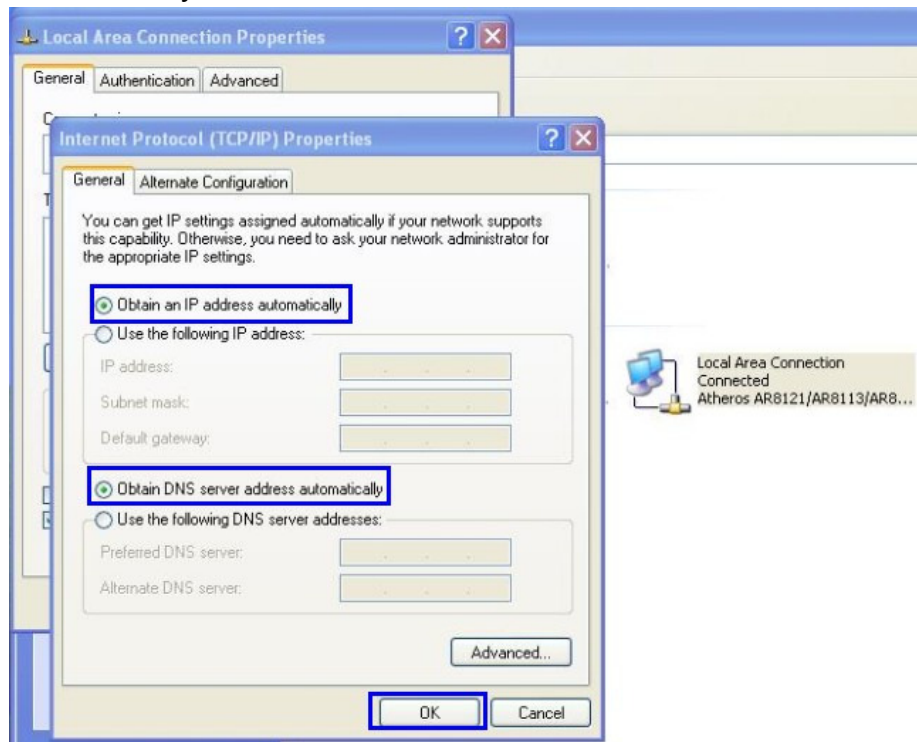 Local Area Connection Properties
General Authentication Advanced
Internet Protocol (TCP/IP) Properties
General Alternate Configuration
You can get IP settings assigned automatically if your network supports
this capability. Otherwise, you need to ask your network administrator for
the appropriate IP settings.
Obtain an IP address automatically
Use the following IP address:
IP address:
Subnet mask:
Default gateway:
Obtain DNS server address automatically
Use the following DNS server addresses:
Preferred DNS server:
Alternate DNS server:
Advanced...
OK Cancel
Local Area Connection
Connected
Atheros AR8121/AR8113/AR8...